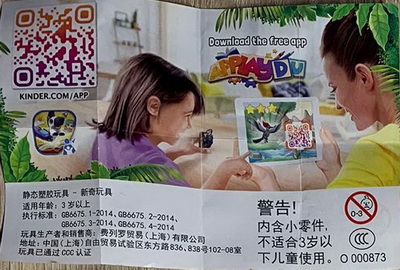 Download the free app
APPLAYDU
KINDER.COM/APP
静态塑胶玩具 - 新奇玩具
适用年龄：3 岁以上
执行标准：GB6675.1-2014、GB6675.2-2014、
GB6675.3-2014、GB6675.4-2014
玩具生产者和销售商：费列罗贸易（上海）有限公司
地址：中国（上海）自由贸易试验区东方路836、838号102-08室
玩具已通过 CCC 认证
警告!
内含小零件，
不适合3岁以
下儿童使用。
0-3
CCC
O 000873